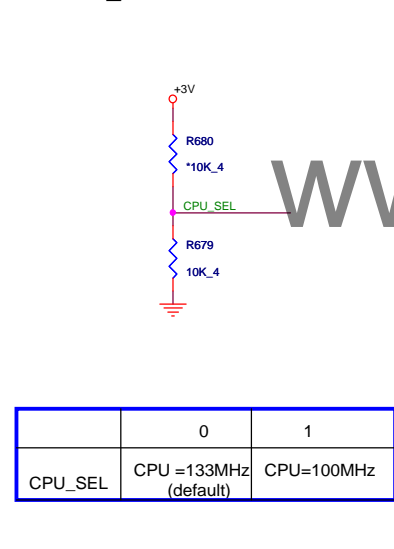 +3V
R680
*10K_4
CPU_SEL
R679
10K_4
0 1
CPU_SEL CPU =133MHz CPU=100MHz
(default)